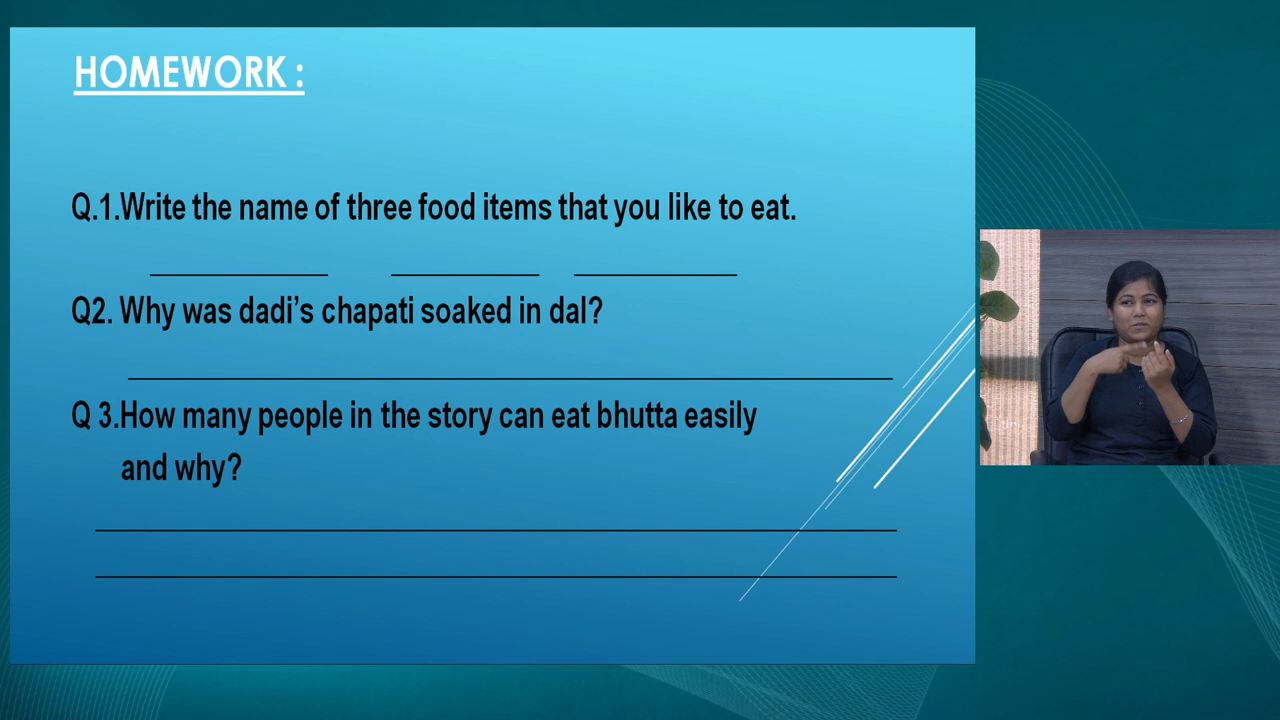 HOMEWORK :
Q.1.Write the name of three food items that you like to eat.
Q2. Why was dadi’s chapati soaked in dal?
Q 3.How many people in the story can eat bhutta easily
and why?